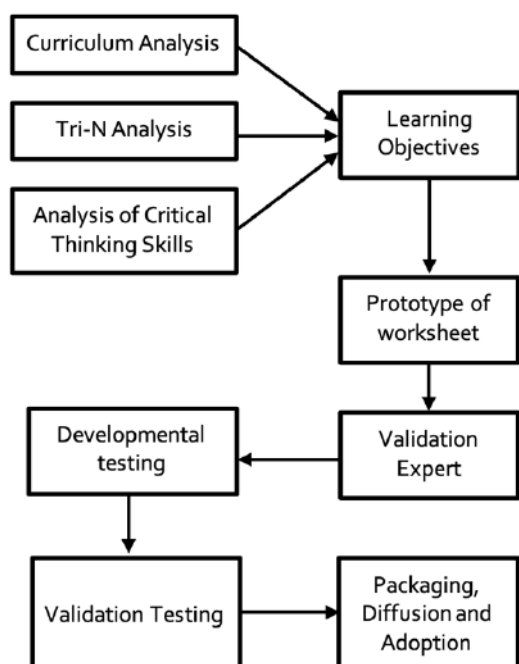 Curriculum Analysis
Tri-N Analysis
Analysis of Critical
Thinking Skills
Learning
Objectives
Prototype of
worksheet
Validation
Expert
Developmental
testing
Validation Testing
Packaging,
Diffusion and
Adoption